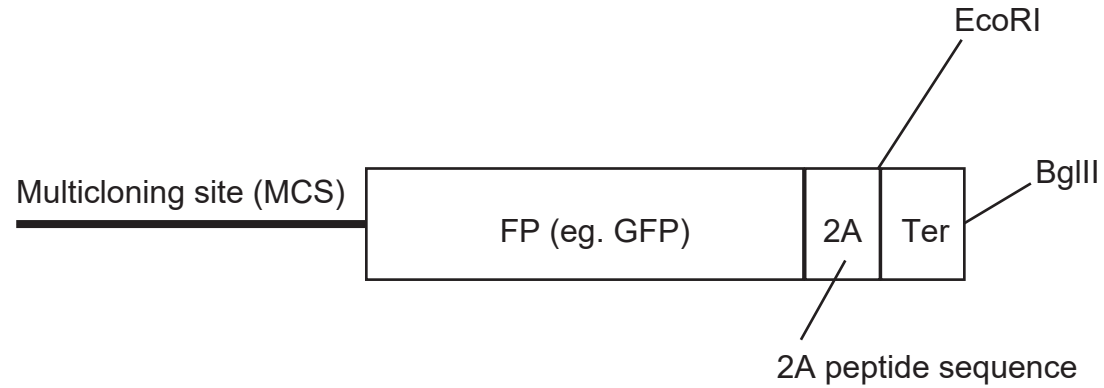 EcoRI
BglII
Multicloning site (MCS)
FP (eg. GFP)
2A
Ter
2A peptide sequence